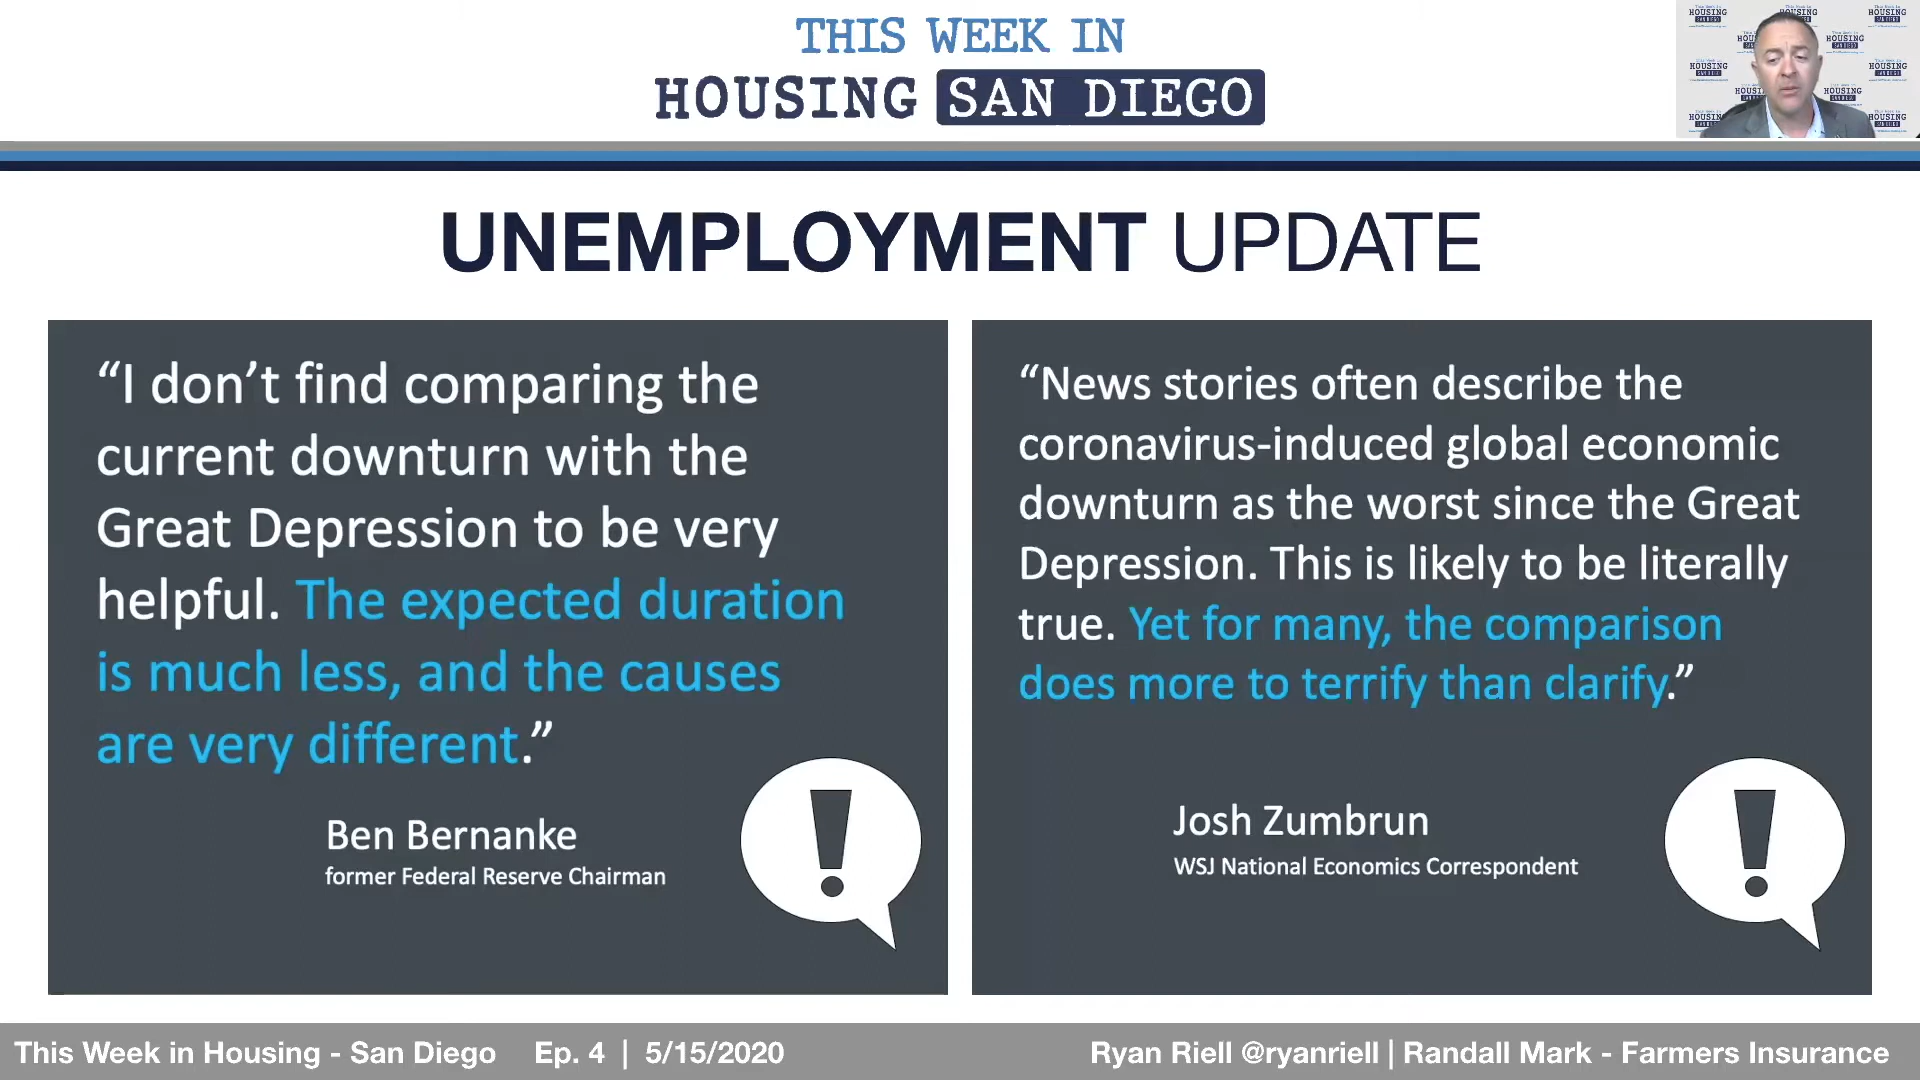 THIS WEEK IN
HOUSING SAN DIEGO
UNEMPLOYMENT UPDATE
“I don’t find comparing the
current downturn with the
Great Depression to be very
helpful. The expected duration
is much less, and the causes
are very different.”
Ben Bernanke
former Federal Reserve Chairman
“News stories often describe the
coronavirus-induced global economic
downturn as the worst since the Great
Depression. This is likely to be literally
true. Yet for many, the comparison
does more to terrify than clarify.”
Josh Zumbrun
WSJ National Economics Correspondent
This Week in Housing - San Diego Ep. 4 | 5/15/2020
Ryan Riell @ryanriell | Randall Mark - Farmers Insurance